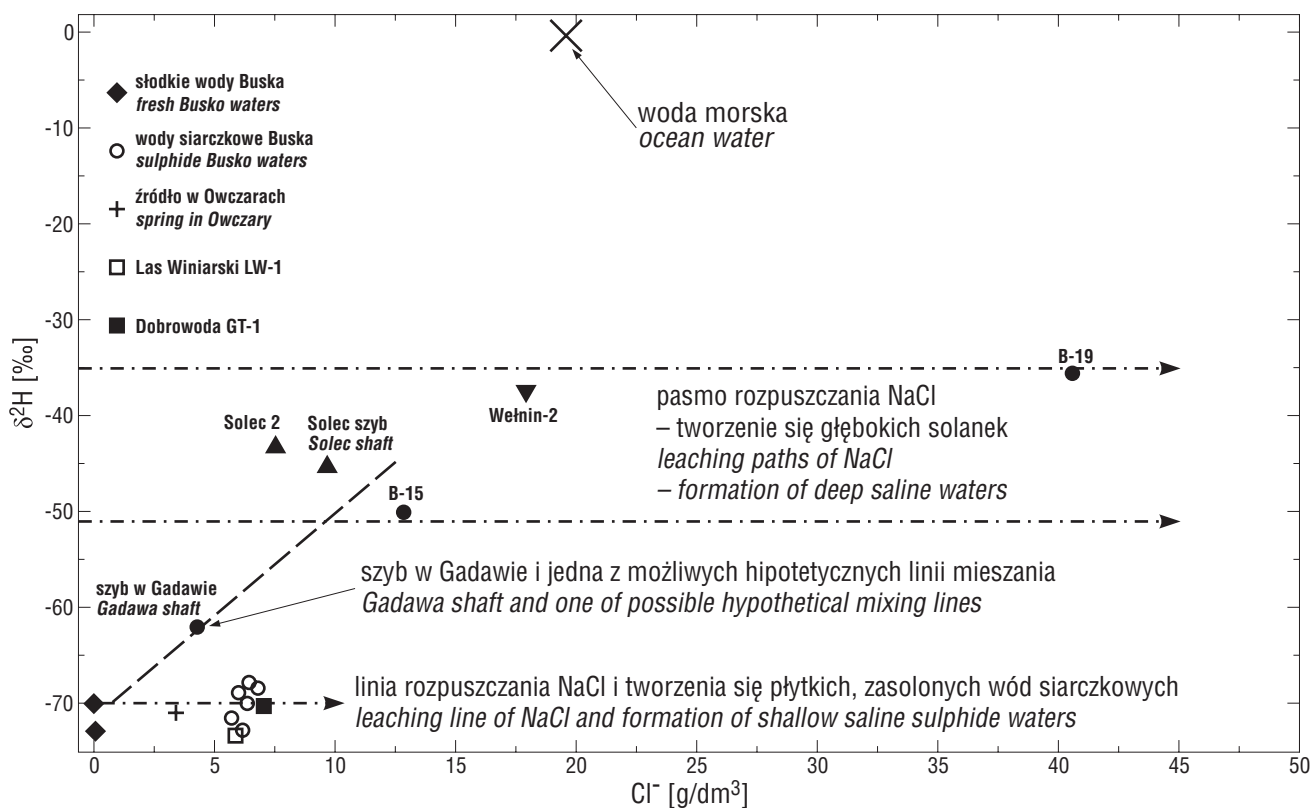 0
-10
-20
-30
-40
-50
-60
-70
δ²H [‰]
słodkie wody Buska
fresh Busko waters
wody siarczkowe Buska
sulphide Busko waters
źródło w Owczarach
spring in Owczary
Las Winiarski LW-1
Dobrowoda GT-1
woda morska
ocean water
B-19
Wełnin-2
Solec 2
Solec szyb
Solec shaft
B-15
pasmo rozpuszczania NaCl
– tworzenie się głębokich solanek
leaching paths of NaCl
– formation of deep saline waters
szyb w Gadawie
Gadawa shaft
szyb w Gadawie i jedna z możliwych hipotetycznych linii mieszania
Gadawa shaft and one of possible hypothetical mixing lines
linia rozpuszczania NaCl i tworzenia się płytkich, zasolonych wód siarczkowych
leaching line of NaCl and formation of shallow saline sulphide waters
0 5 10 15 20 25 30 35 40 45 50
Cl⁻ [g/dm³]